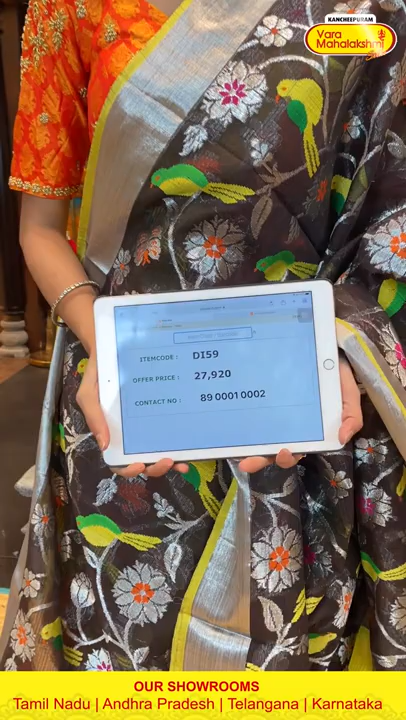 KANCHEEPURAM
Vara
Mahalakshmi
ITEMCODE : DI59
OFFER PRICE : 27,920
CONTACT NO : 89 0001 0002
OUR SHOWROOMS
Tamil Nadu | Andhra Pradesh | Telangana | Karnataka